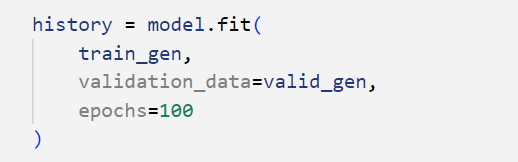 history = model.fit(
    train_gen,
    validation_data=valid_gen,
    epochs=100
)